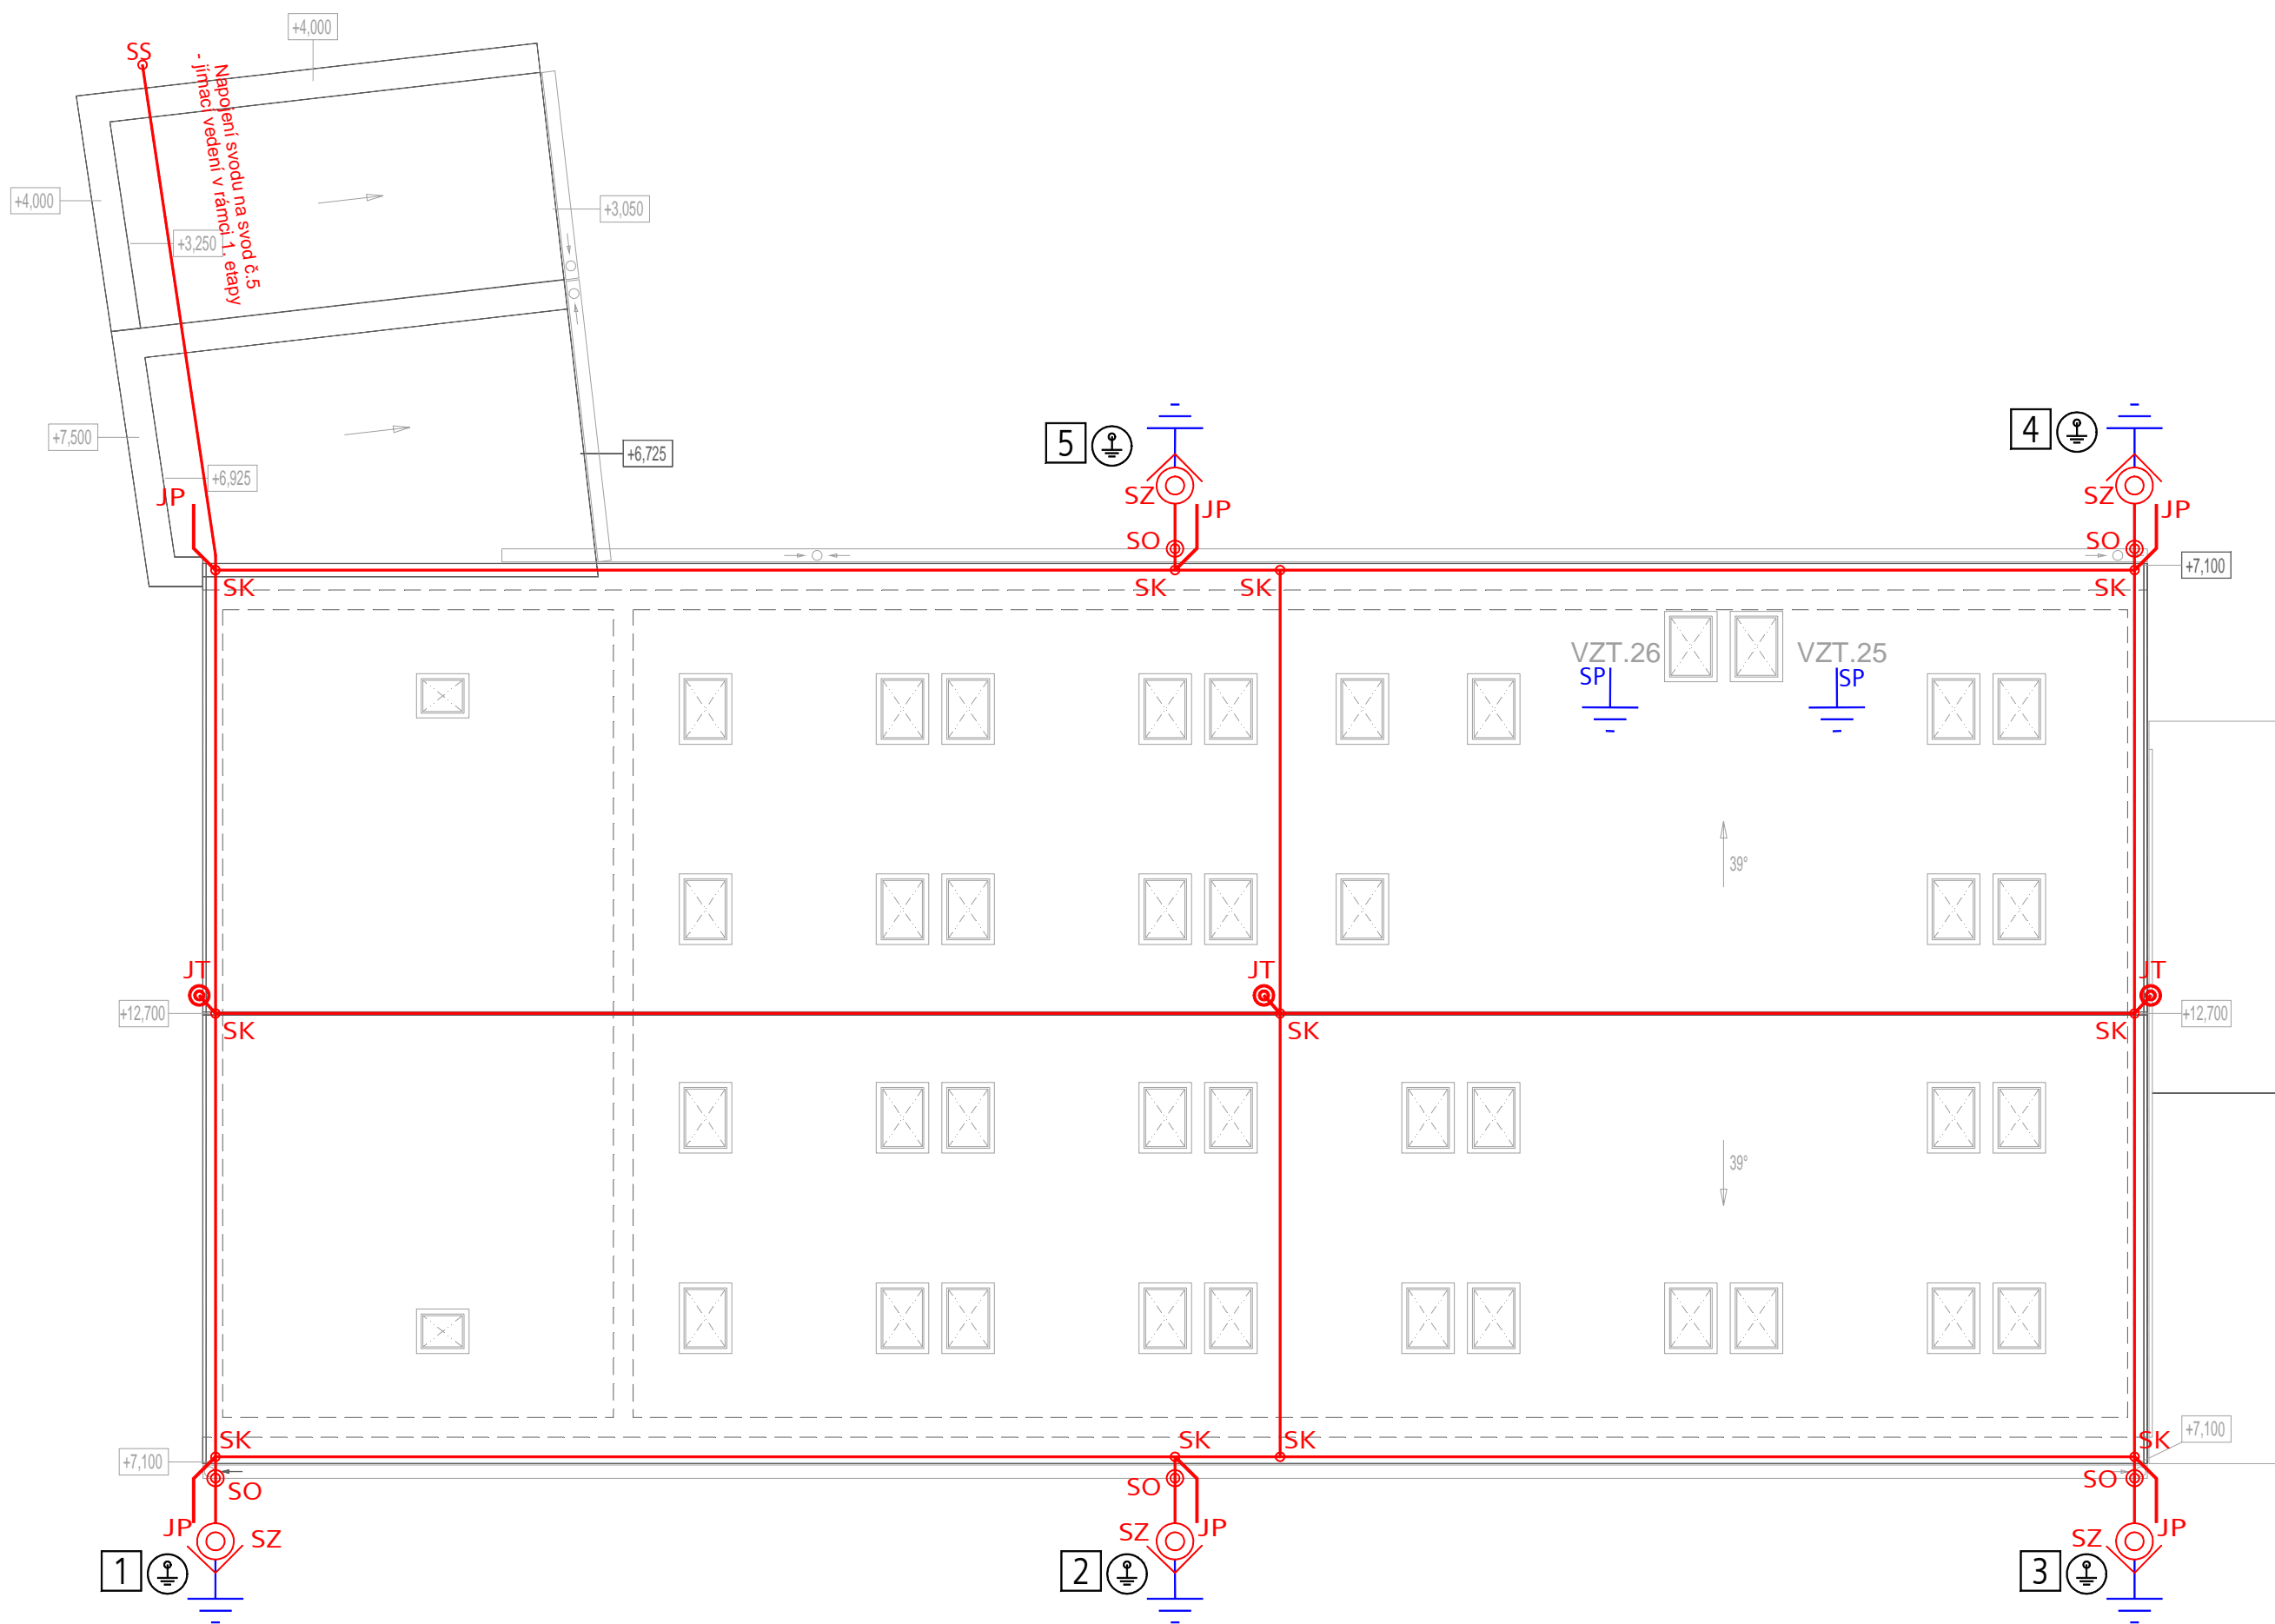 +4,000
SS
Napojení svodu na svod č.5
- jímací vedení v rámci 1. etapy
+4,000
+3,050
+3,250
+7,500
+6,725
+6,925
JP
5
SZ
JP
SO
4
SZ
JP
SO
+7,100
SK
SK
SK
SK
VZT.26
VZT.25
SP
SP
39°
JT
JT
JT
+12,700
+12,700
SK
SK
SK
39°
SK
SK
SK
SK
+7,100
+7,100
SO
SO
SO
JP
SZ
SZ
JP
SZ
JP
1
2
3